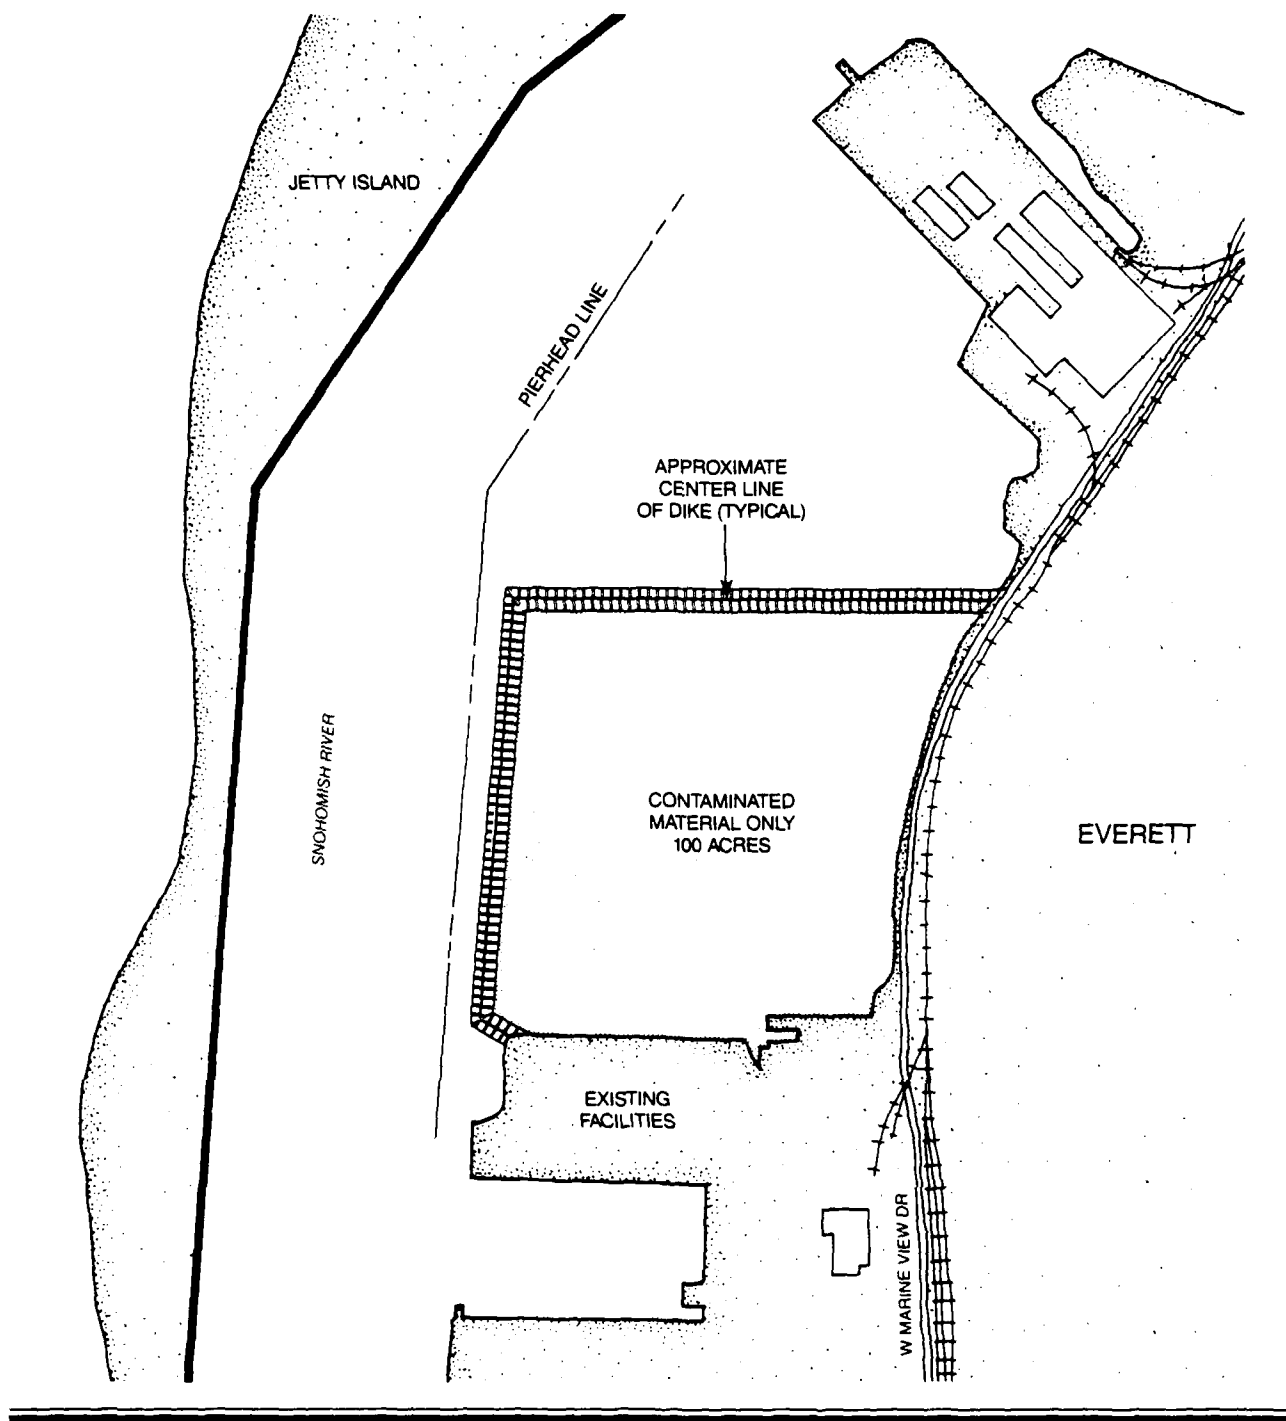 JETTY ISLAND
PIERHEAD LINE
APPROXIMATE
CENTER LINE
OF DIKE (TYPICAL)
SNOHOMISH RIVER
CONTAMINATED
MATERIAL ONLY
100 ACRES
EVERETT
EXISTING
FACILITIES
W MARINE VIEW DR